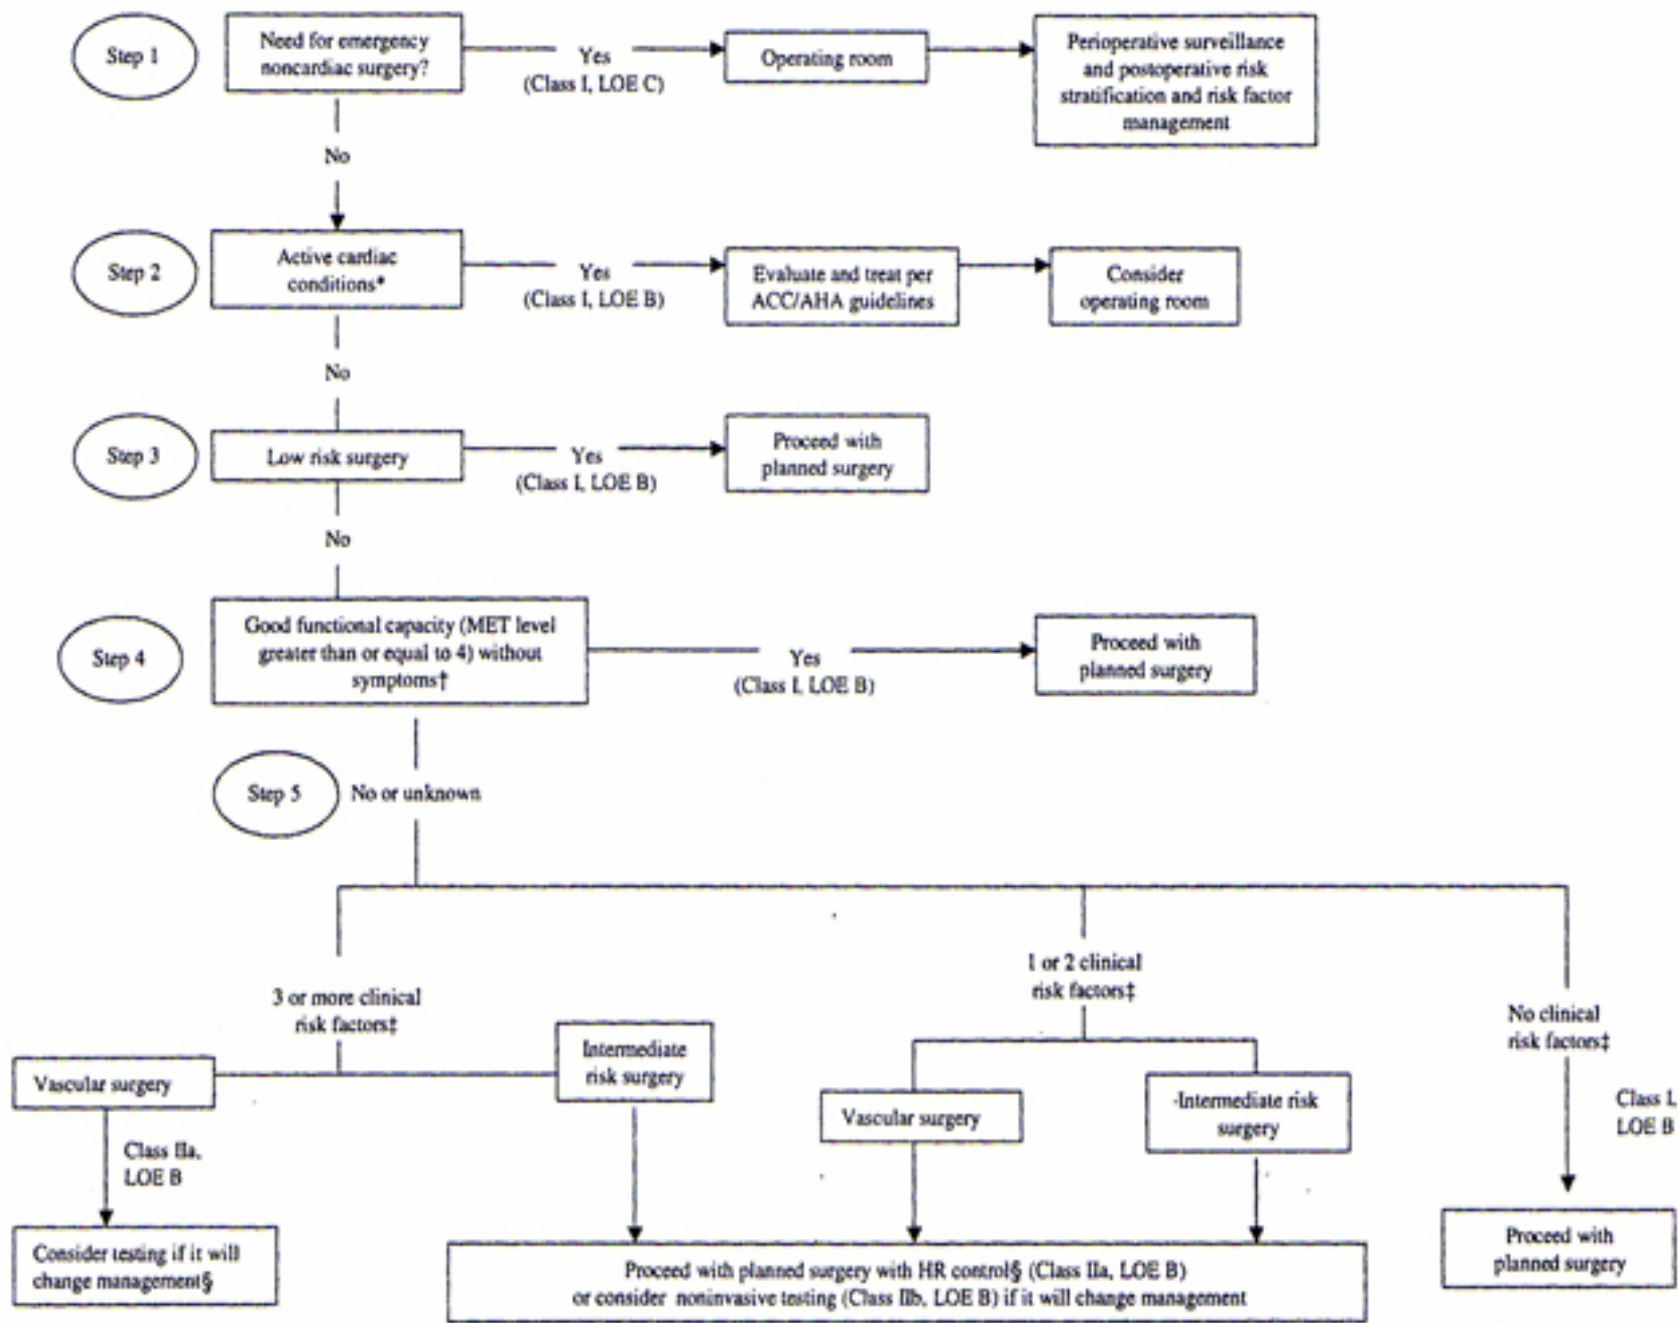 Step 1
Need for emergency
noncardiac surgery?
Yes
(Class I, LOE C)
Operating room
Perioperative surveillance
and postoperative risk
stratification and risk factor
management
No
Step 2
Active cardiac
conditions*
Yes
(Class I, LOE B)
Evaluate and treat per
ACC/AHA guidelines
Consider
operating room
No
Step 3
Low risk surgery
Yes
(Class I, LOE B)
Proceed with
planned surgery
No
Step 4
Good functional capacity (MET level
greater than or equal to 4) without
symptoms†
Yes
(Class I, LOE B)
Proceed with
planned surgery
Step 5
No or unknown
3 or more clinical
risk factors‡
Vascular surgery
Class IIa,
LOE B
Consider testing if it will
change management§
Intermediate
risk surgery
1 or 2 clinical
risk factors‡
Vascular surgery
-Intermediate risk
surgery
Proceed with planned surgery with HR control§ (Class IIa, LOE B)
or consider noninvasive testing (Class IIb, LOE B) if it will change management
No clinical
risk factors‡
Class I,
LOE B
Proceed with
planned surgery